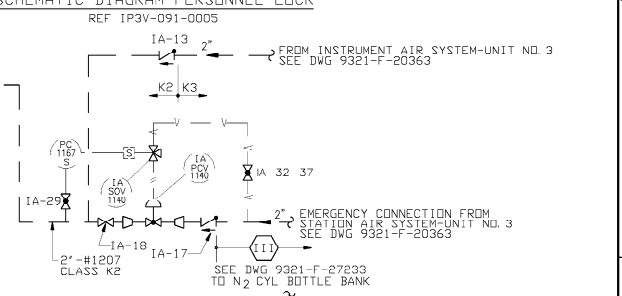 SCHEMATIC DIAGRAM PERSONNEL LOCK
REF IP3V-091-0005
IA-13
2"
FROM INSTRUMENT AIR SYSTEM-UNIT NO. 3
SEE DWG 9321-F-20363
K2 K3
V V
PC
1167
S
S
IA
SOV
1140
IA
PCV
1140
IA 32 37
IA-29
2"
EMERGENCY CONNECTION FROM
STATION AIR SYSTEM-UNIT NO. 3
SEE DWG 9321-F-20363
IA-18
IA-17
III
2"-#1207
CLASS K2
SEE DWG 9321-F-27233
TO N2 CYL BOTTLE BANK